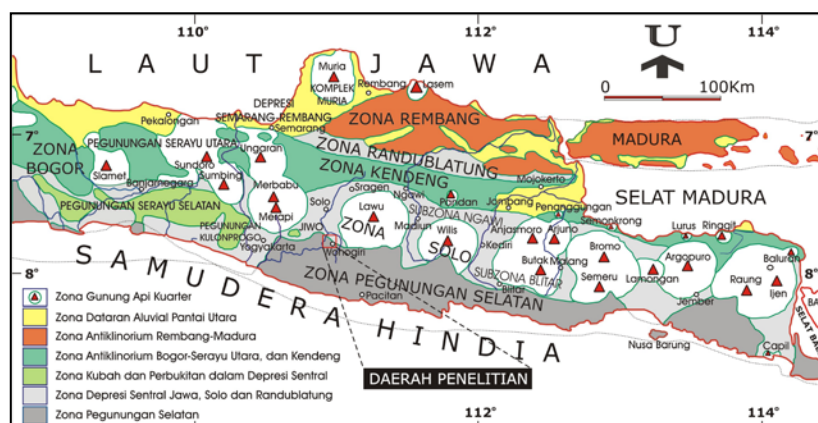 110° 112° 114°
L A U T J A W A
U
0 100Km
Muria
KOMPLEK
MURIA
Rembang
Lasem
DEPRESI
SEMARANG-REMBANG
Semarang
Pekalongan
ZONA REMBANG
MADURA
7°
7°
ZONA RANDUBLATUNG
ZONA KENDENG
ZONA
BOGOR
PEGUNUNGAN SERAYU UTARA
Ungaran
Slamet
Sundoro
Sumbing
Banjarnegara
Merbabu
Merapi
PEGUNUNGAN SERAYU SELATAN
PEGUNUNGAN
KULONPROGO
Yogyakarta
Solo
Sragen
Ngawi
JIWO
Wonogiri
Lawu
ZONA
SOLO
Madiun
SUBZONA NGAWI
Pandan
Wilis
Kediri
Jombang
Mojokerto
Penanggungan
Anjasmoro
Arjuno
Butak
Malang
SUBZONA BLITAR
Blitar
SELAT MADURA
Semongkrong
Bromo
Semeru
Lurus
Ringgit
Lamongan
Argopuro
Jember
Baluran
Raung
Ijen
8°
8°
ZONA PEGUNUNGAN SELATAN
Pacitan
SAMUDERA HINDIA
Nusa Barung
Capil
DAERAH PENELITIAN
Zona Gunung Api Kuarter
Zona Dataran Aluvial Pantai Utara
Zona Antiklinorium Rembang-Madura
Zona Antiklinorium Bogor-Serayu Utara, dan Kendeng
Zona Kubah dan Perbukitan dalam Depresi Sentral
Zona Depresi Sentral Jawa, Solo dan Randublatung
Zona Pegunungan Selatan
110° 112° 114°